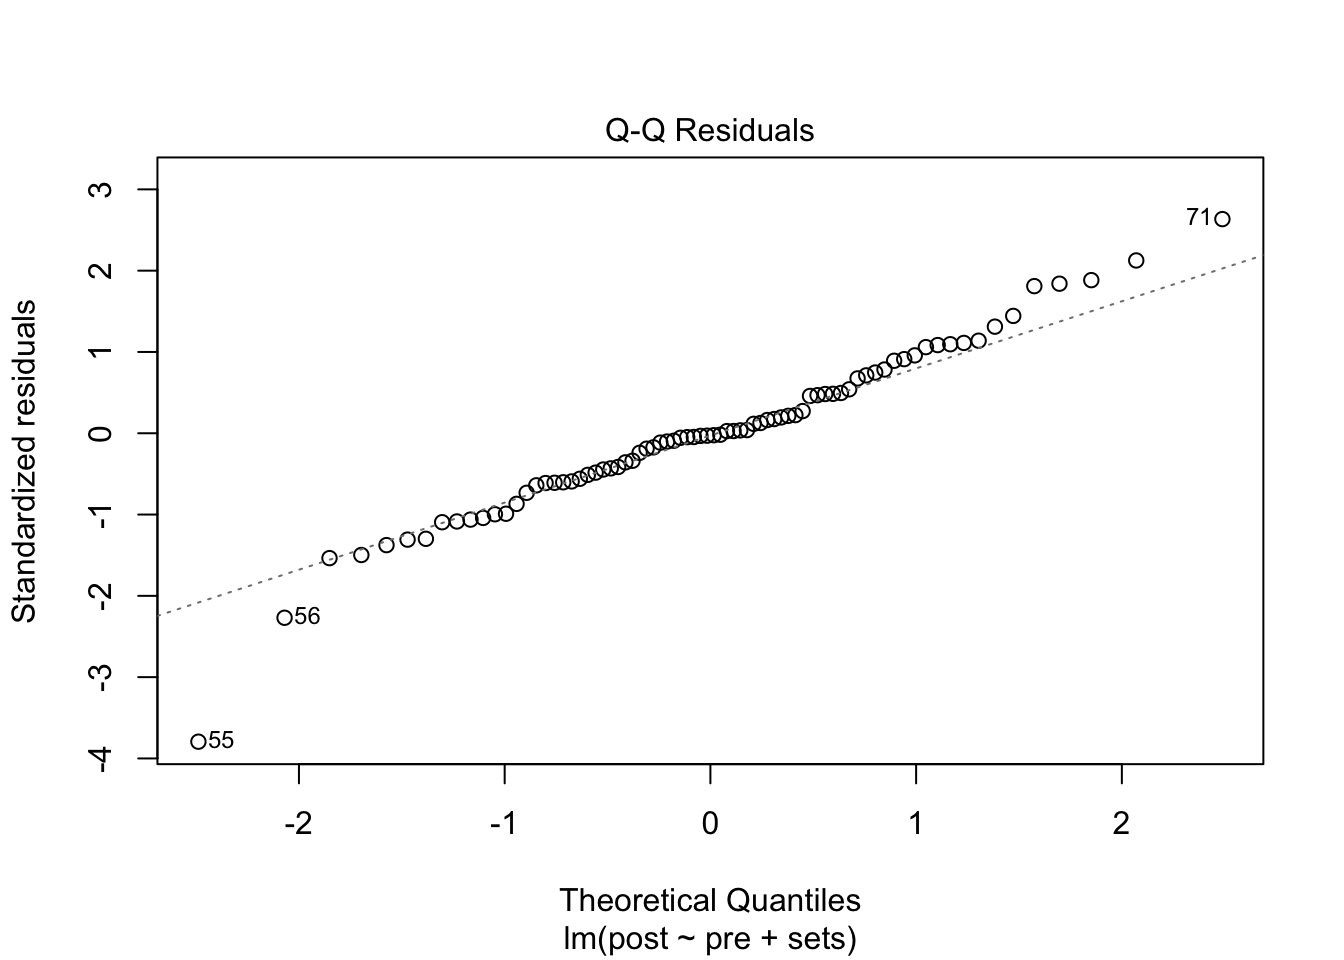 Q-Q Residuals
Standardized residuals
3
2
1
0
-1
-2
-3
-4
71
56
55
-2 -1 0 1 2
Theoretical Quantiles
lm(post ~ pre + sets)